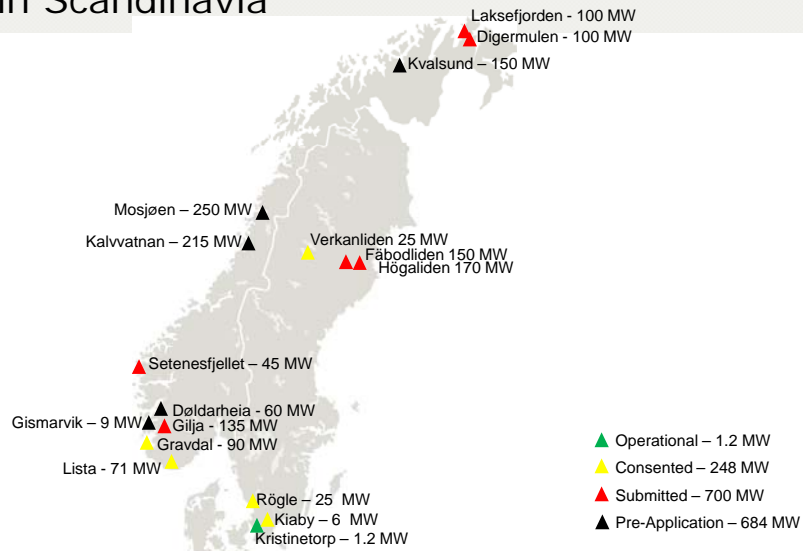 in Scandinavia
Laksefjorden - 100 MW
Digermulen - 100 MW
Kvalsund – 150 MW
Mosjøen – 250 MW
Kalvvatnan – 215 MW
Verkanliden 25 MW
Fäbodliden 150 MW
Högaliden 170 MW
Setenesfjellet – 45 MW
Døldarheia - 60 MW
Gismarvik – 9 MW
Gilja - 135 MW
Gravdal - 90 MW
Lista - 71 MW
Rögle – 25 MW
Kiaby – 6 MW
Kristinetorp – 1.2 MW
Operational – 1.2 MW
Consented – 248 MW
Submitted – 700 MW
Pre-Application – 684 MW